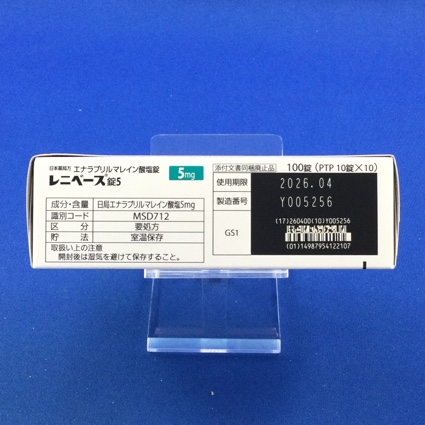 日本薬局方 エナラプリルマレイン酸塩錠
レニベース®錠5
5mg
成分・含量 日局エナラプリルマレイン酸塩5mg
識別コード MSD712
区 分 要処方
貯 法 室温保存
取扱い上の注意
開封後は湿気を避けて保存すること。
添付文書同梱廃止品 100錠(PTP 10錠×10)
使用期限 2026.04
製造番号 Y005256
GS1
(17)260400(10)Y005256
(01)14987954122107